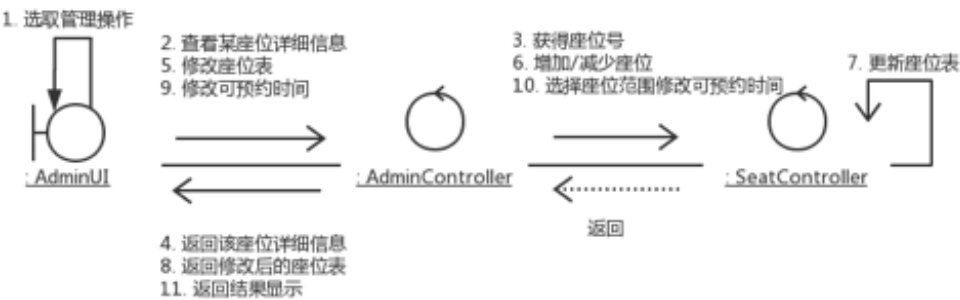 1. 选取管理操作
2. 查看某座位详细信息
5. 修改座位表
9. 修改可预约时间
3. 获得座位号
6. 增加/减少座位
10. 选择座位范围修改可预约时间
7. 更新座位表
: AdminUI
: AdminController
: SeatController
返回
4. 返回该座位详细信息
8. 返回修改后的座位表
11. 返回结果显示